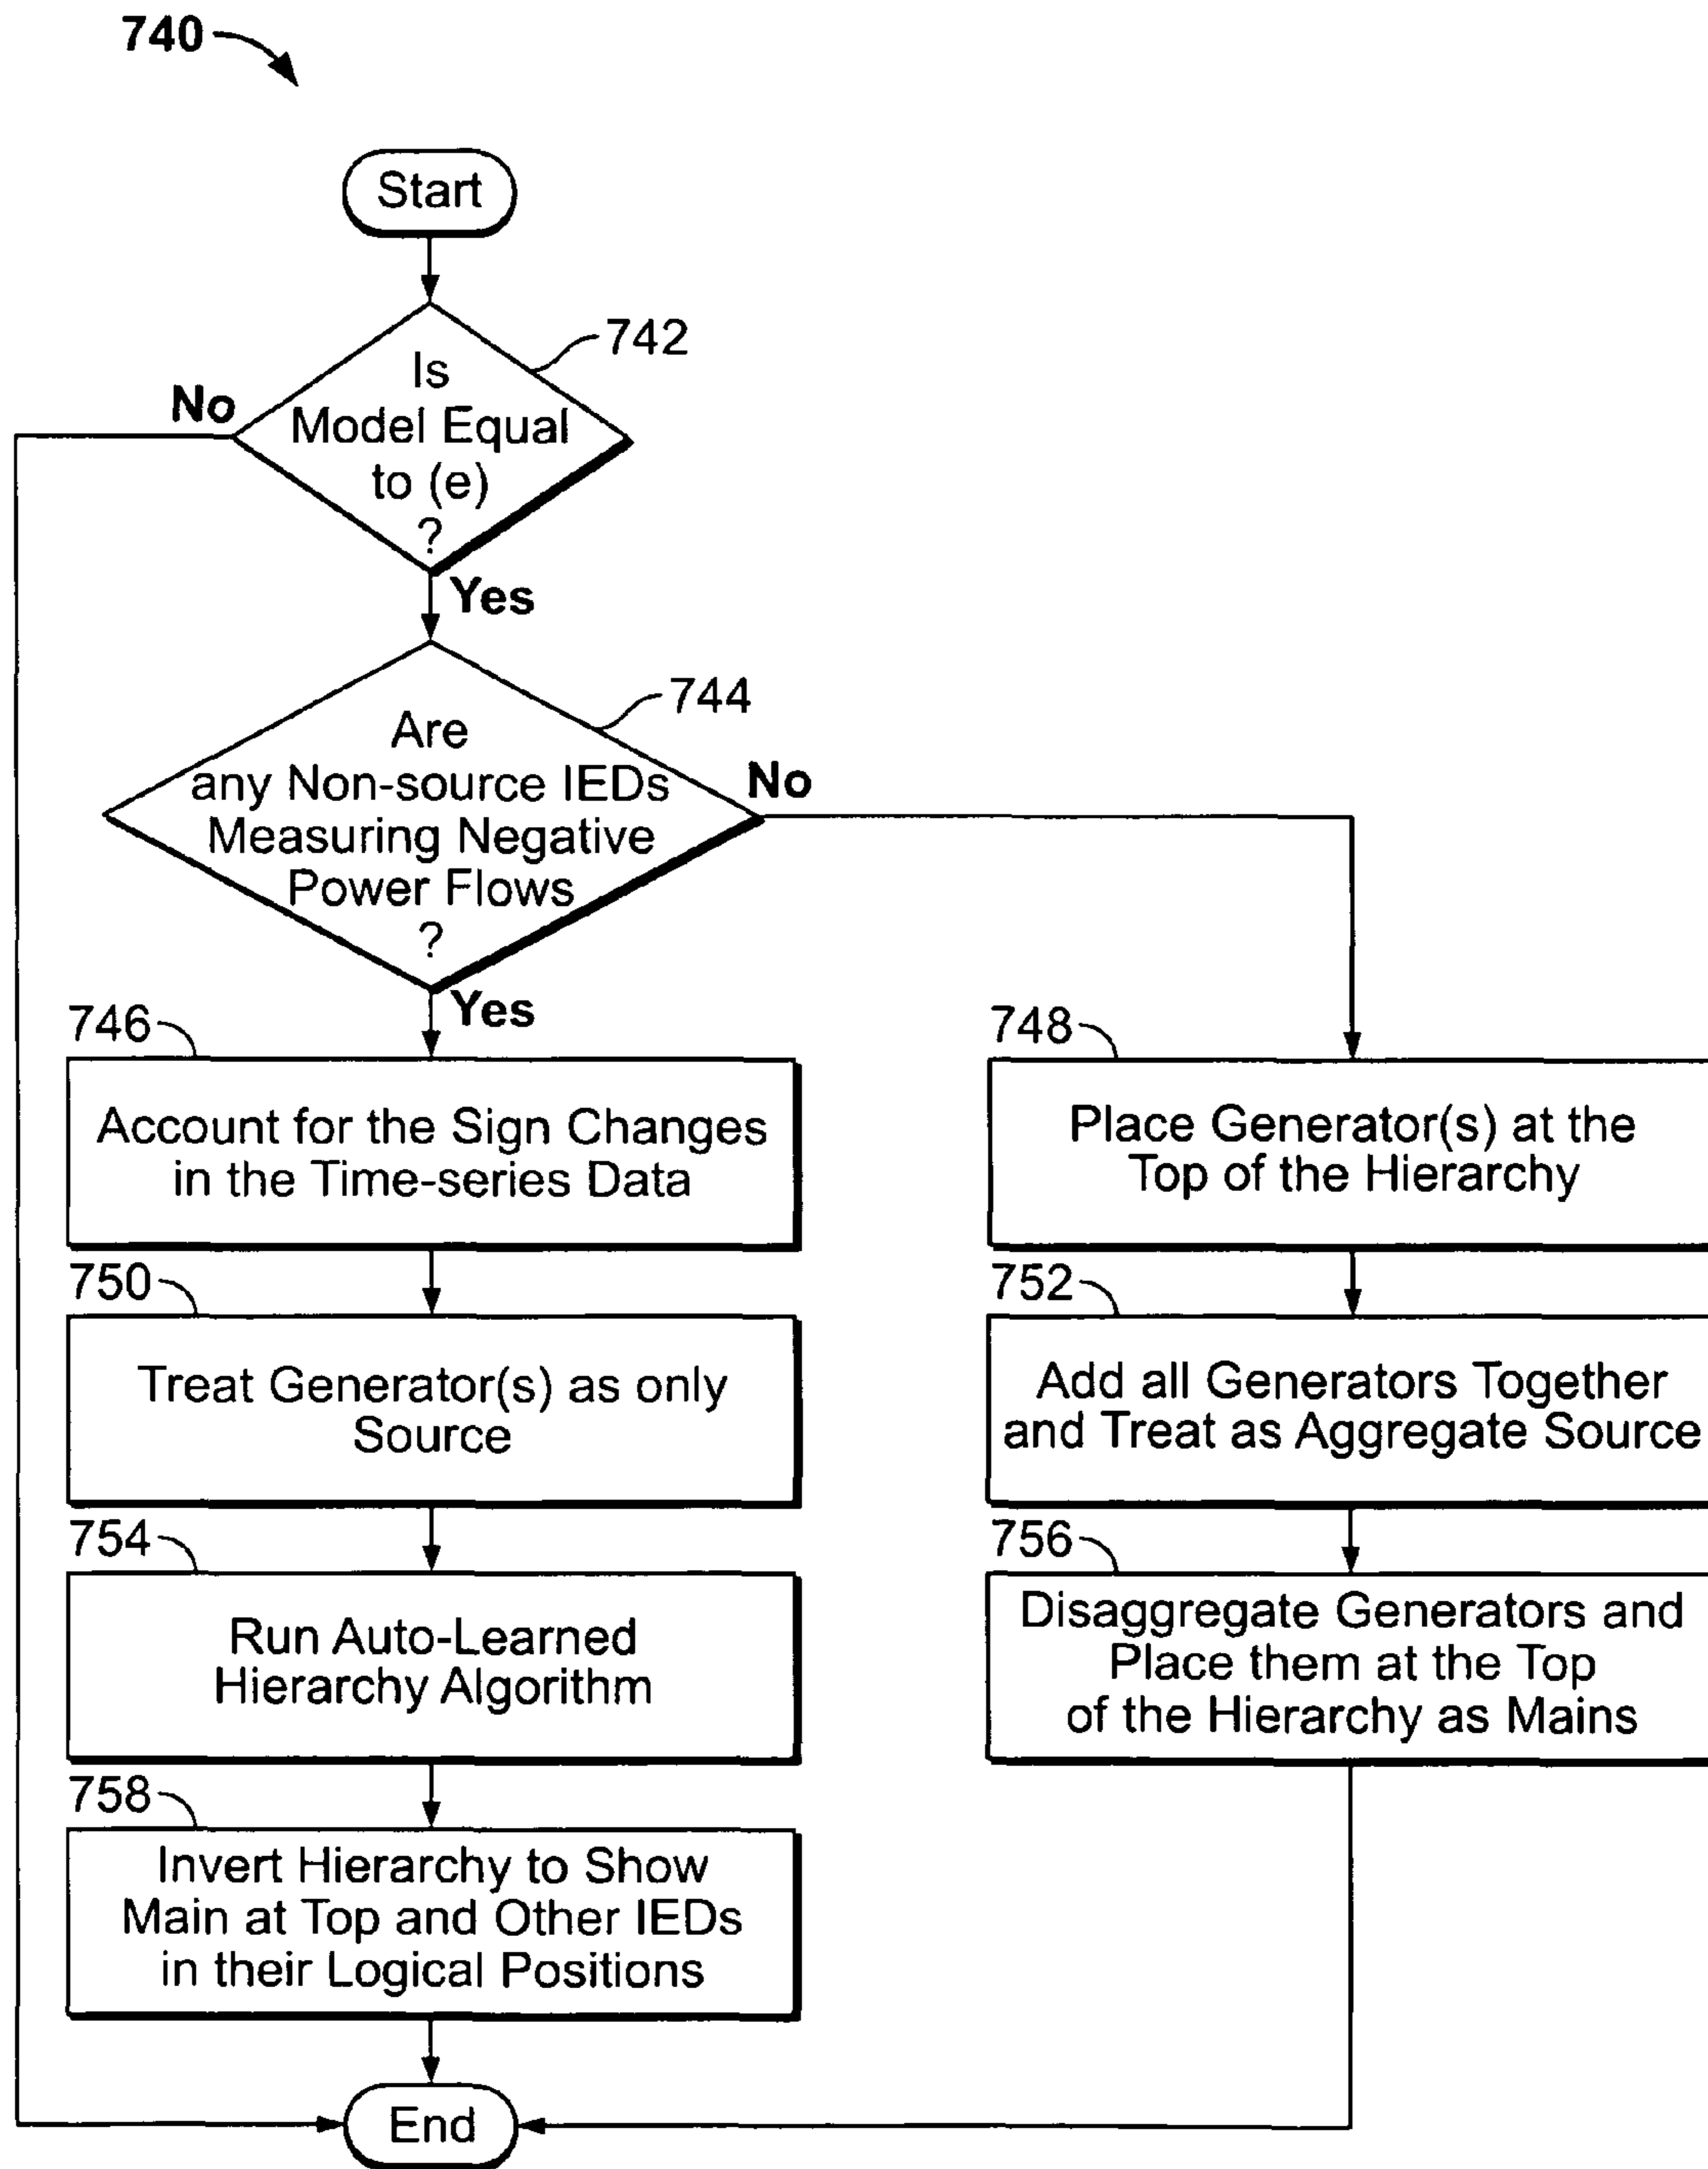 740
Start
742
Is
Model Equal
to (e)
?
No
Yes
744
Are
any Non-source IEDs
Measuring Negative
Power Flows
?
No
Yes
746
Account for the Sign Changes
in the Time-series Data
748
Place Generator(s) at the
Top of the Hierarchy
750
Treat Generator(s) as only
Source
752
Add all Generators Together
and Treat as Aggregate Source
754
Run Auto-Learned
Hierarchy Algorithm
756
Disaggregate Generators and
Place them at the Top
of the Hierarchy as Mains
758
Invert Hierarchy to Show
Main at Top and Other IEDs
in their Logical Positions
End